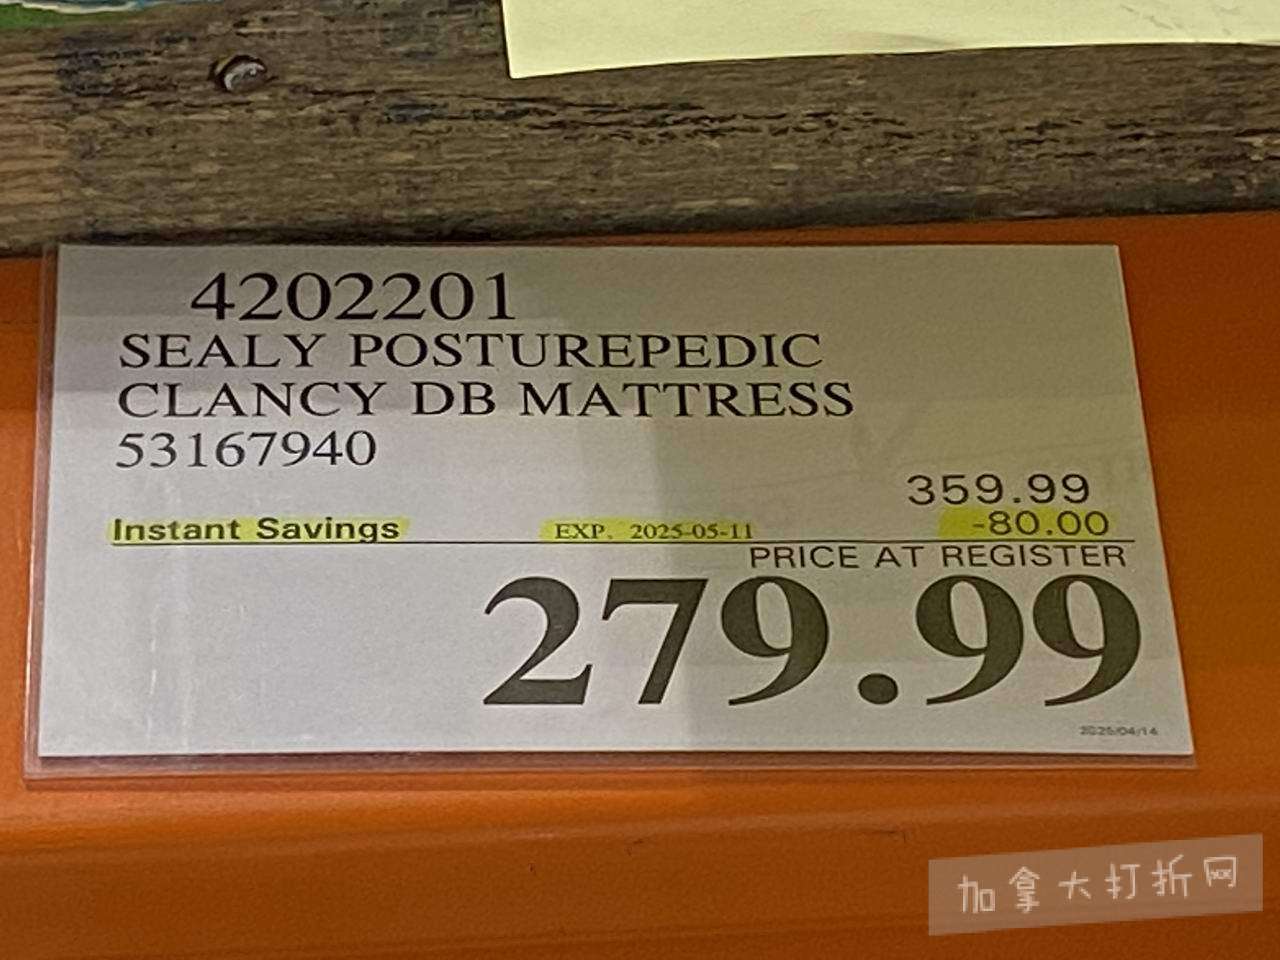 4202201
SEALY POSTUREPEDIC
CLANCY DB MATTRESS
53167940
359.99
Instant Savings EXP. 2025-05-11 -80.00
PRICE AT REGISTER
279.99
2025/04/14
加拿大打折网